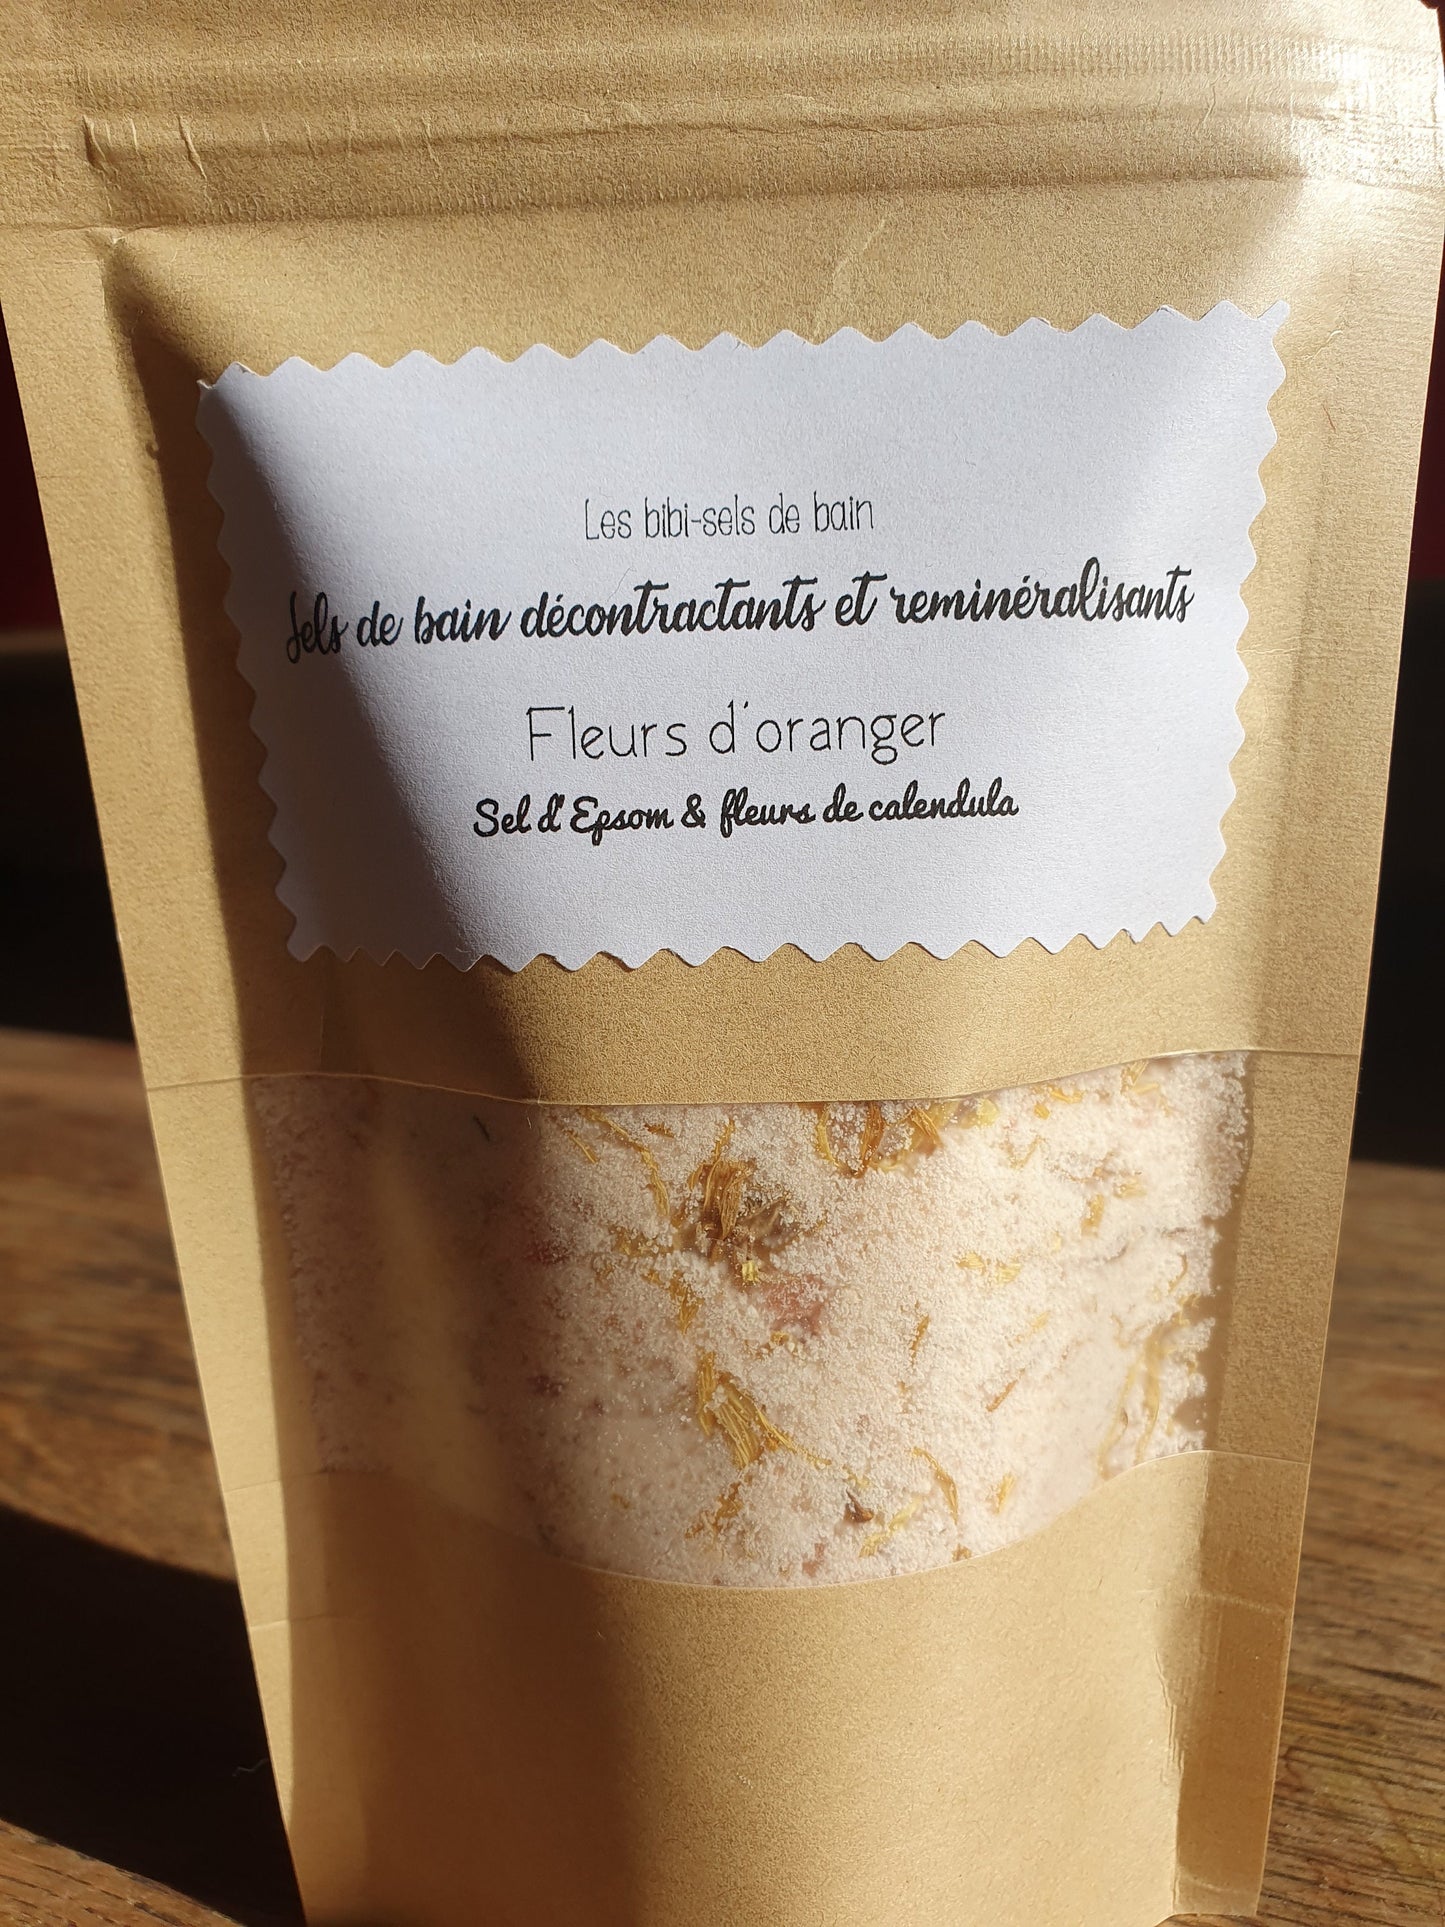 Les bibi-sels de bain
Sels de bain décontractants et reminéralisants
Fleurs d'oranger
Sel d'Epsom & fleurs de calendula